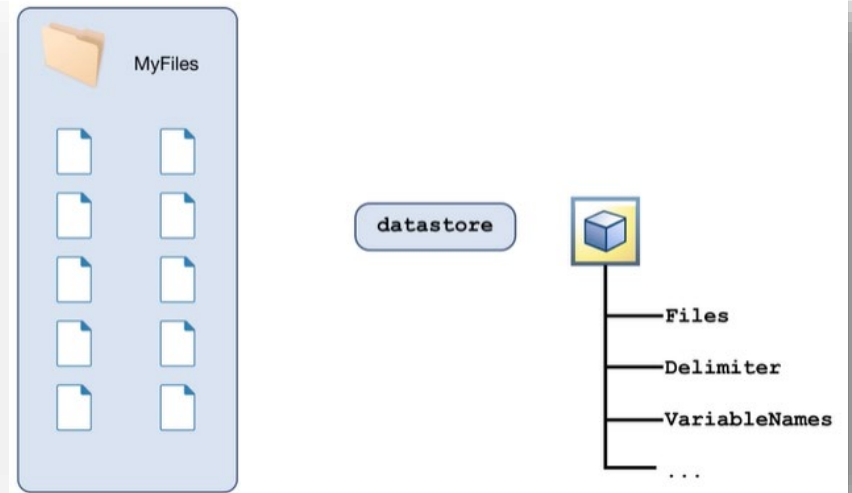 MyFiles
datastore
Files
Delimiter
VariableNames
...